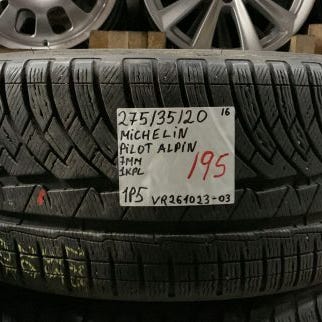 275/35/20 16
MiCHELiN
PiLOT ALPiN
7MM
1KPL
195
1P5 VR261023-03